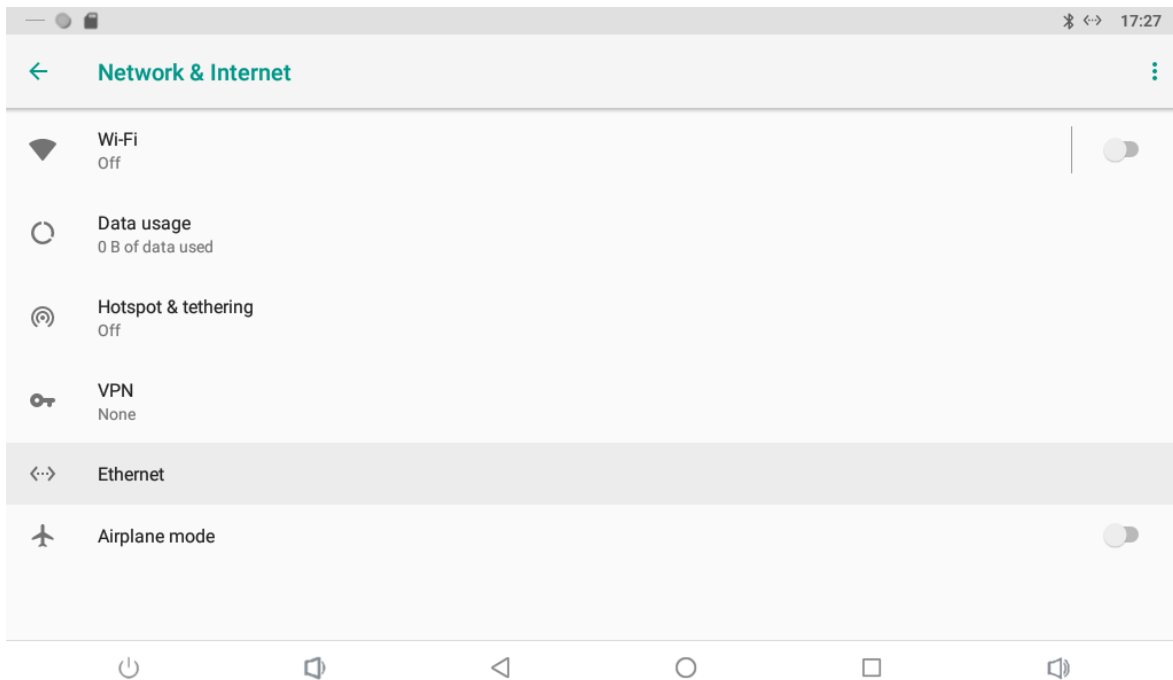 17:27
Network & Internet
Wi-Fi
Off
Data usage
0 B of data used
Hotspot & tethering
Off
VPN
None
Ethernet
Airplane mode